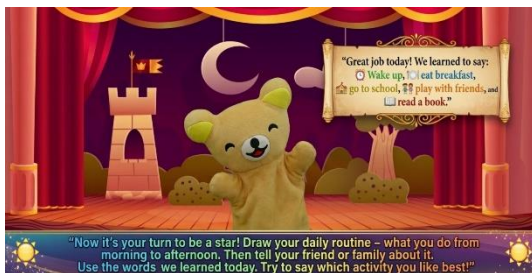 “Great job today! We learned to say:
Wake up, eat breakfast,
go to school, play with friends, and
read a book.”
“Now it's your turn to be a star! Draw your daily routine – what you do from
morning to afternoon. Then tell your friend or family about it.
Use the words we learned today. Try to say which activity you like best!”